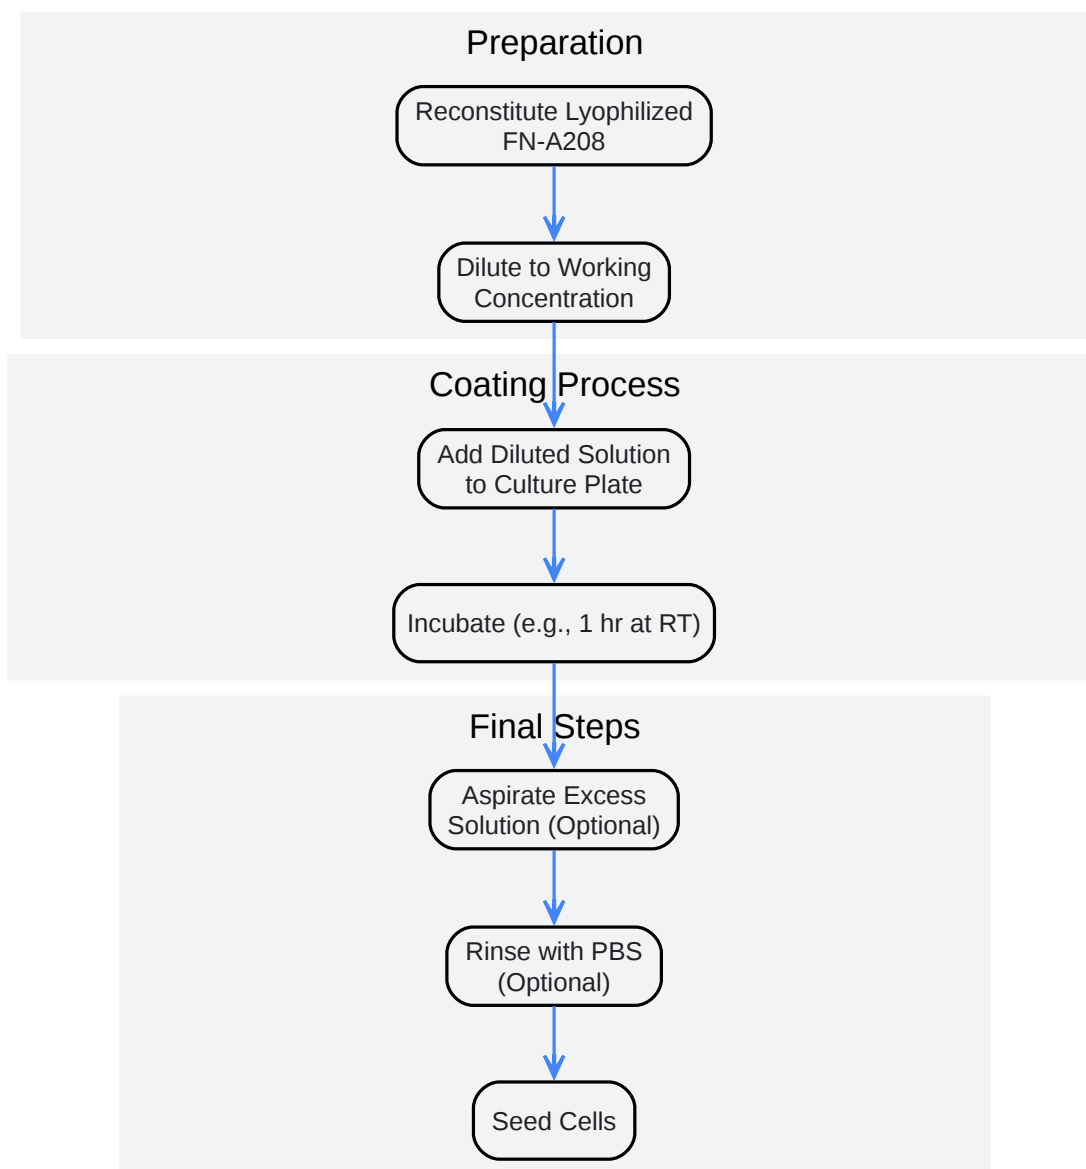 Preparation
Reconstitute Lyophilized
FN-A208
Dilute to Working
Concentration
Coating Process
Add Diluted Solution
to Culture Plate
Incubate (e.g., 1 hr at RT)
Final Steps
Aspirate Excess
Solution (Optional)
Rinse with PBS
(Optional)
Seed Cells